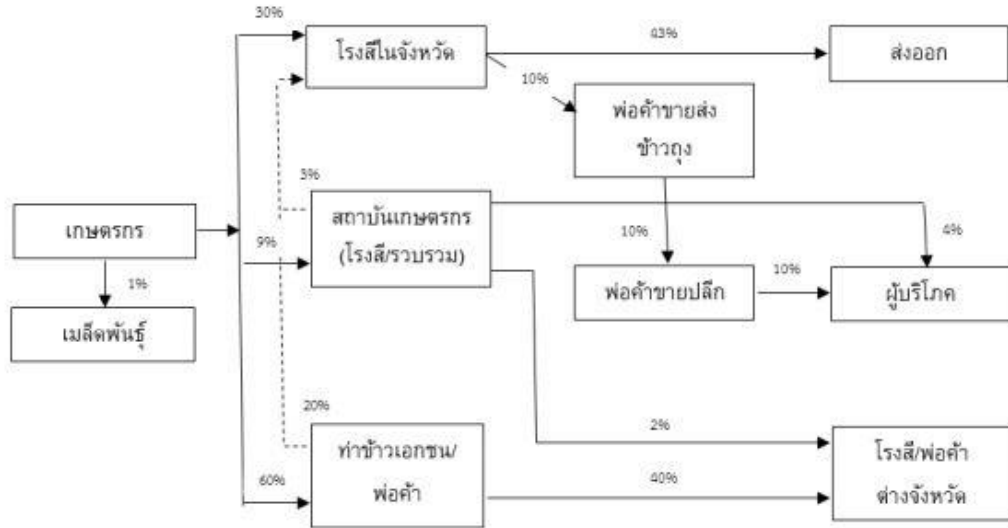 30%
43%
โรงสีในจังหวัด
ส่งออก
10%
พ่อค้าขายส่ง
ข้าวถุง
3%
สถาบันเกษตรกร
(โรงสี/รวบรวม)
เกษตรกร
9%
10%
4%
1%
พ่อค้าขายปลีก
10%
ผู้บริโภค
เมล็ดพันธุ์
20%
ท่าข้าวเอกชน/
พ่อค้า
2%
โรงสี/พ่อค้า
ต่างจังหวัด
60%
40%